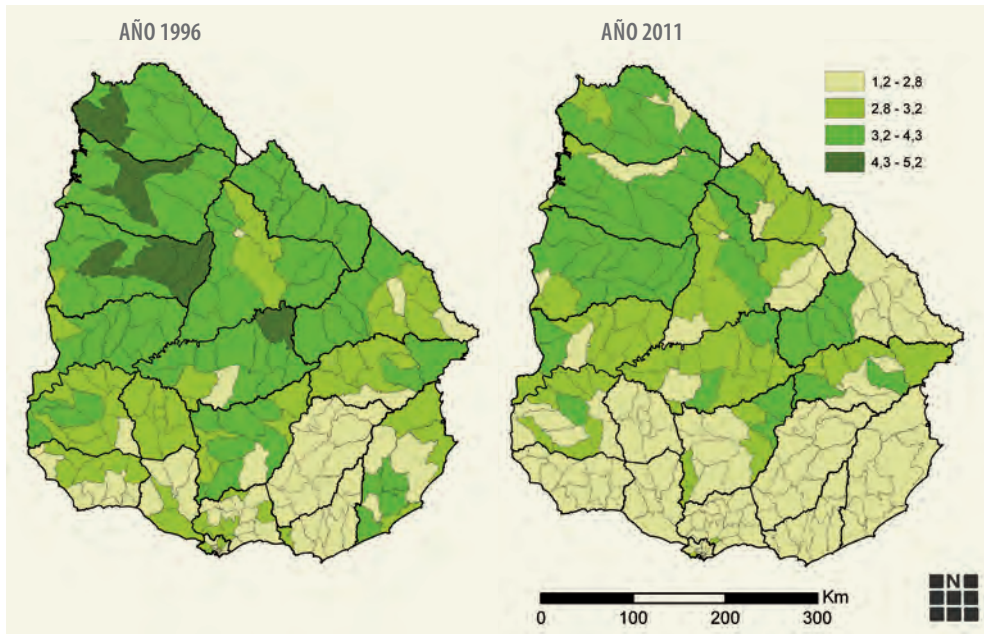 AÑO 1996
AÑO 2011
1,2 - 2,8
2,8 - 3,2
3,2 - 4,3
4,3 - 5,2
Km
0 100 200 300
N